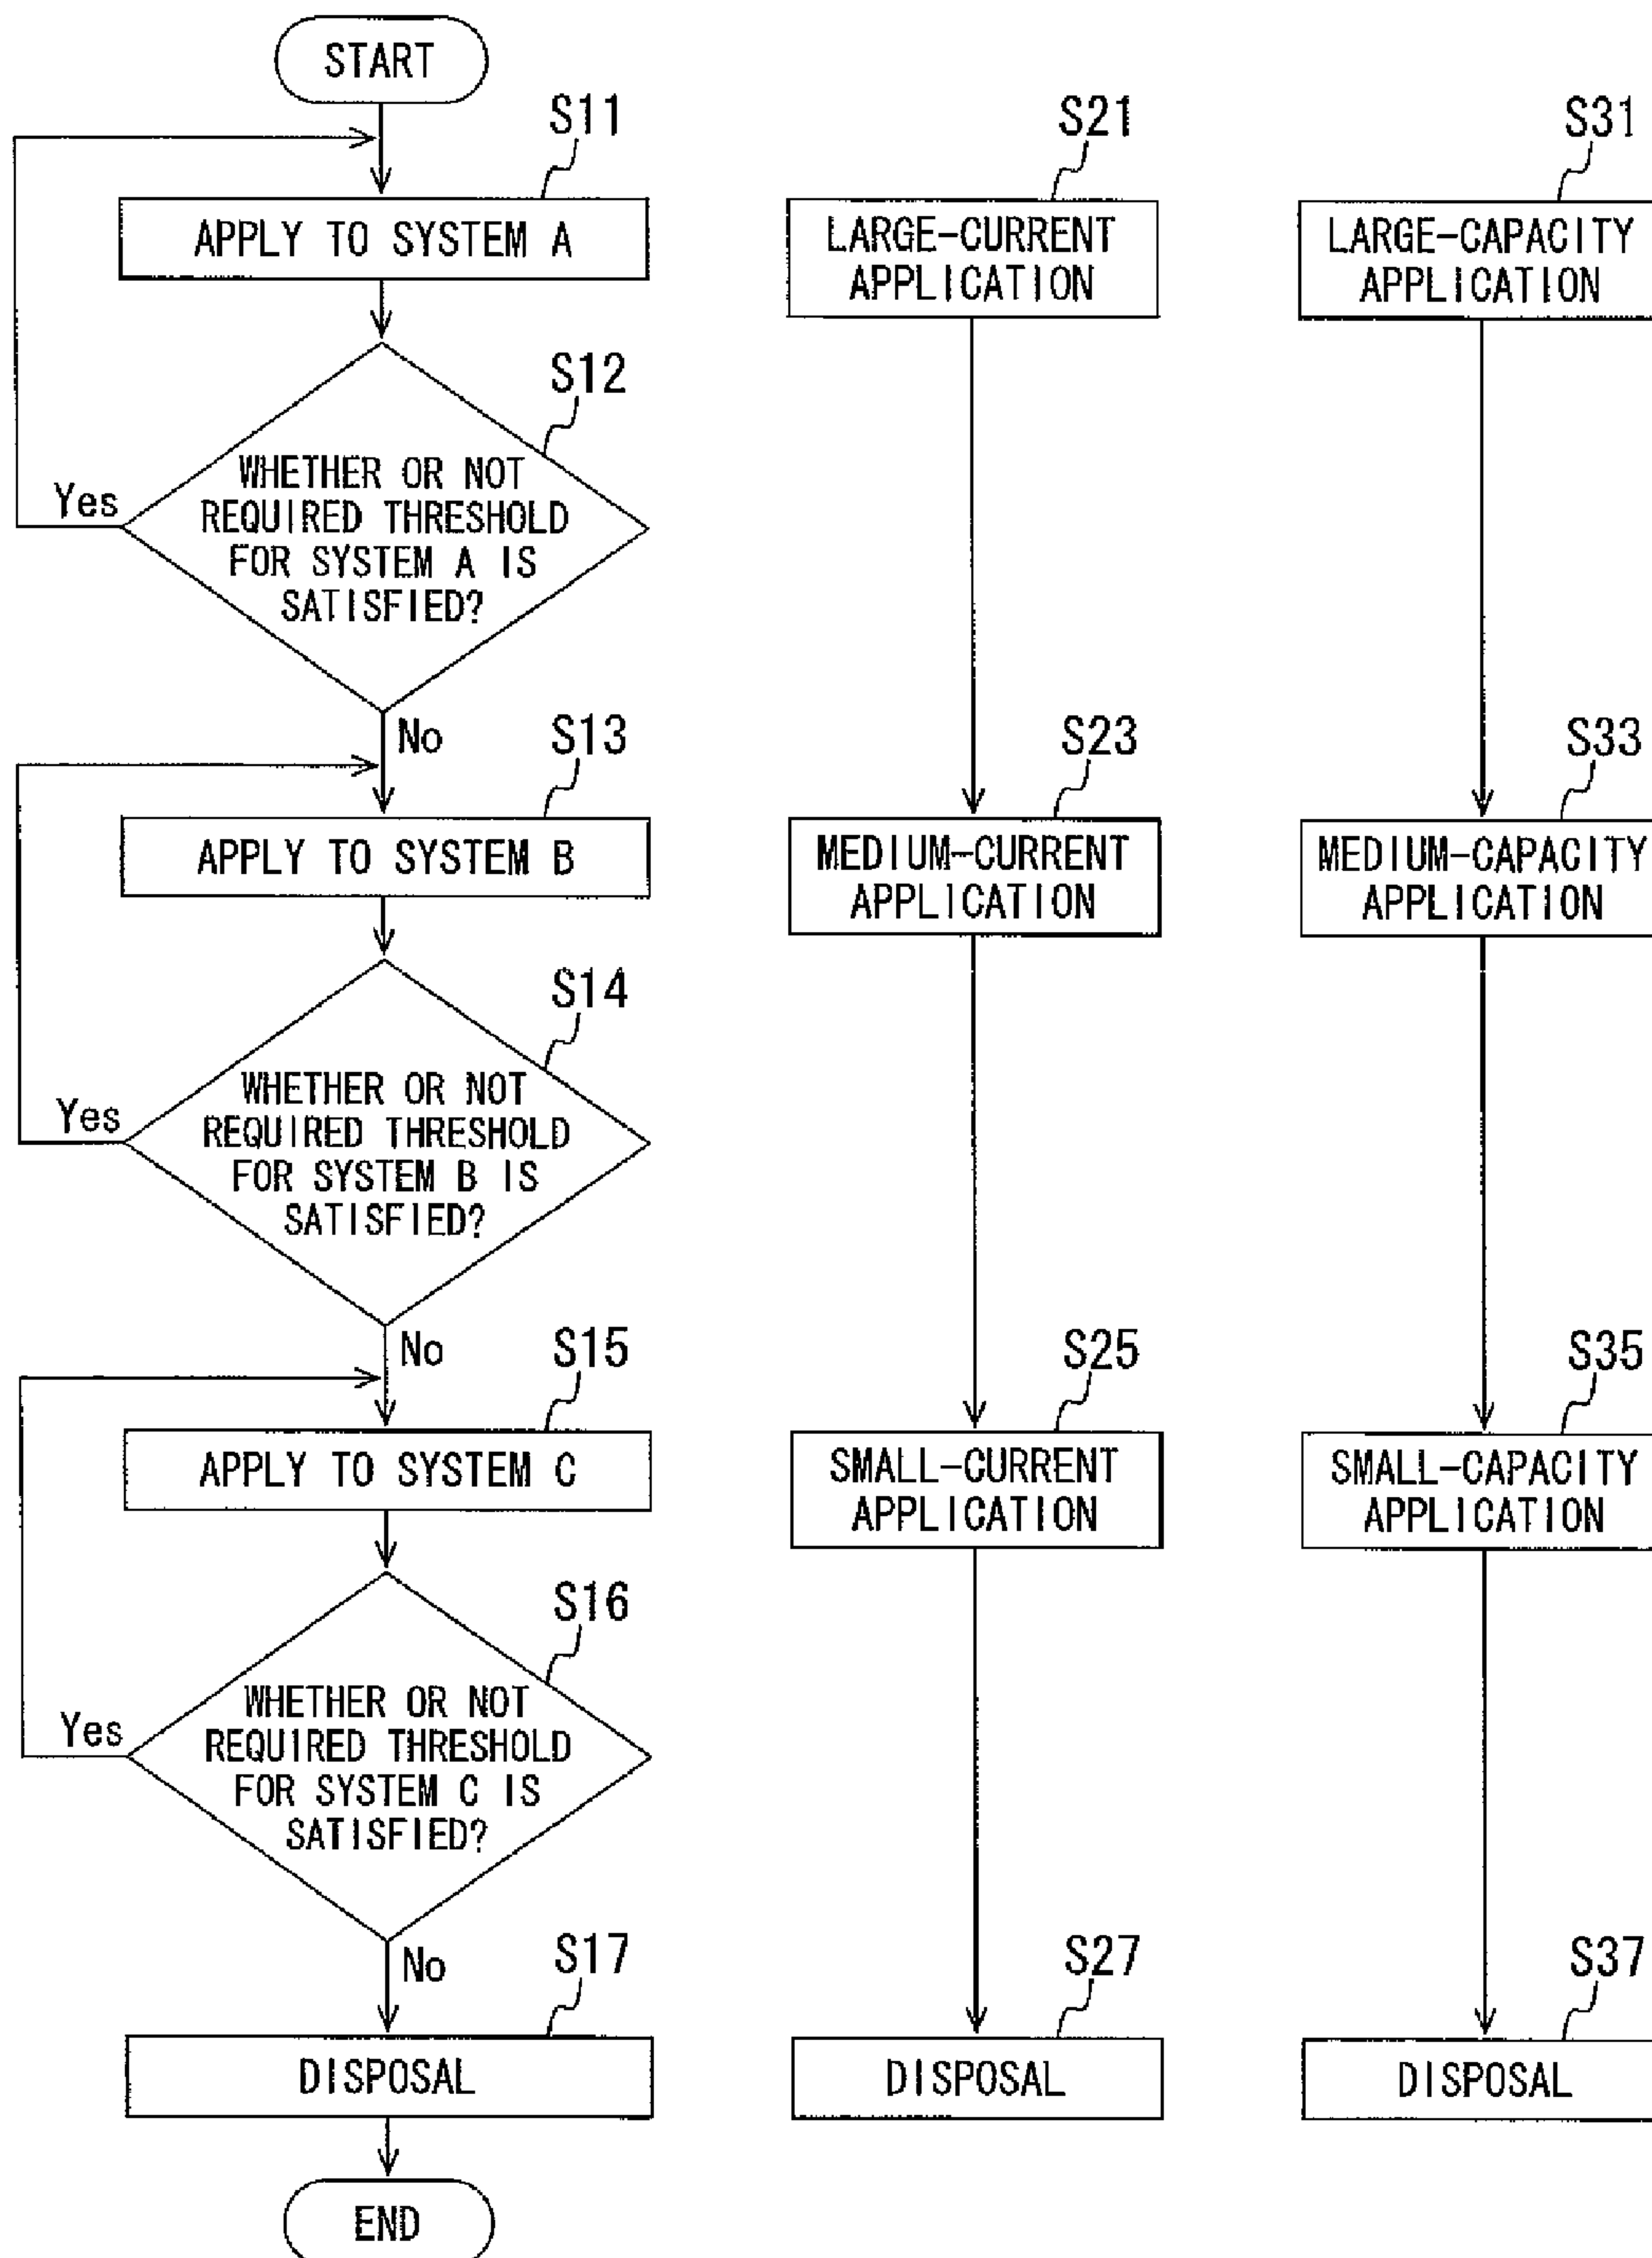 START
S11
APPLY TO SYSTEM A
S12
WHETHER OR NOT
REQUIRED THRESHOLD
FOR SYSTEM A IS
SATISFIED?
Yes
No
S13
APPLY TO SYSTEM B
S14
WHETHER OR NOT
REQUIRED THRESHOLD
FOR SYSTEM B IS
SATISFIED?
Yes
No
S15
APPLY TO SYSTEM C
S16
WHETHER OR NOT
REQUIRED THRESHOLD
FOR SYSTEM C IS
SATISFIED?
Yes
No
S17
DISPOSAL
END
S21
LARGE-CURRENT
APPLICATION
S23
MEDIUM-CURRENT
APPLICATION
S25
SMALL-CURRENT
APPLICATION
S27
DISPOSAL
S31
LARGE-CAPACITY
APPLICATION
S33
MEDIUM-CAPACITY
APPLICATION
S35
SMALL-CAPACITY
APPLICATION
S37
DISPOSAL